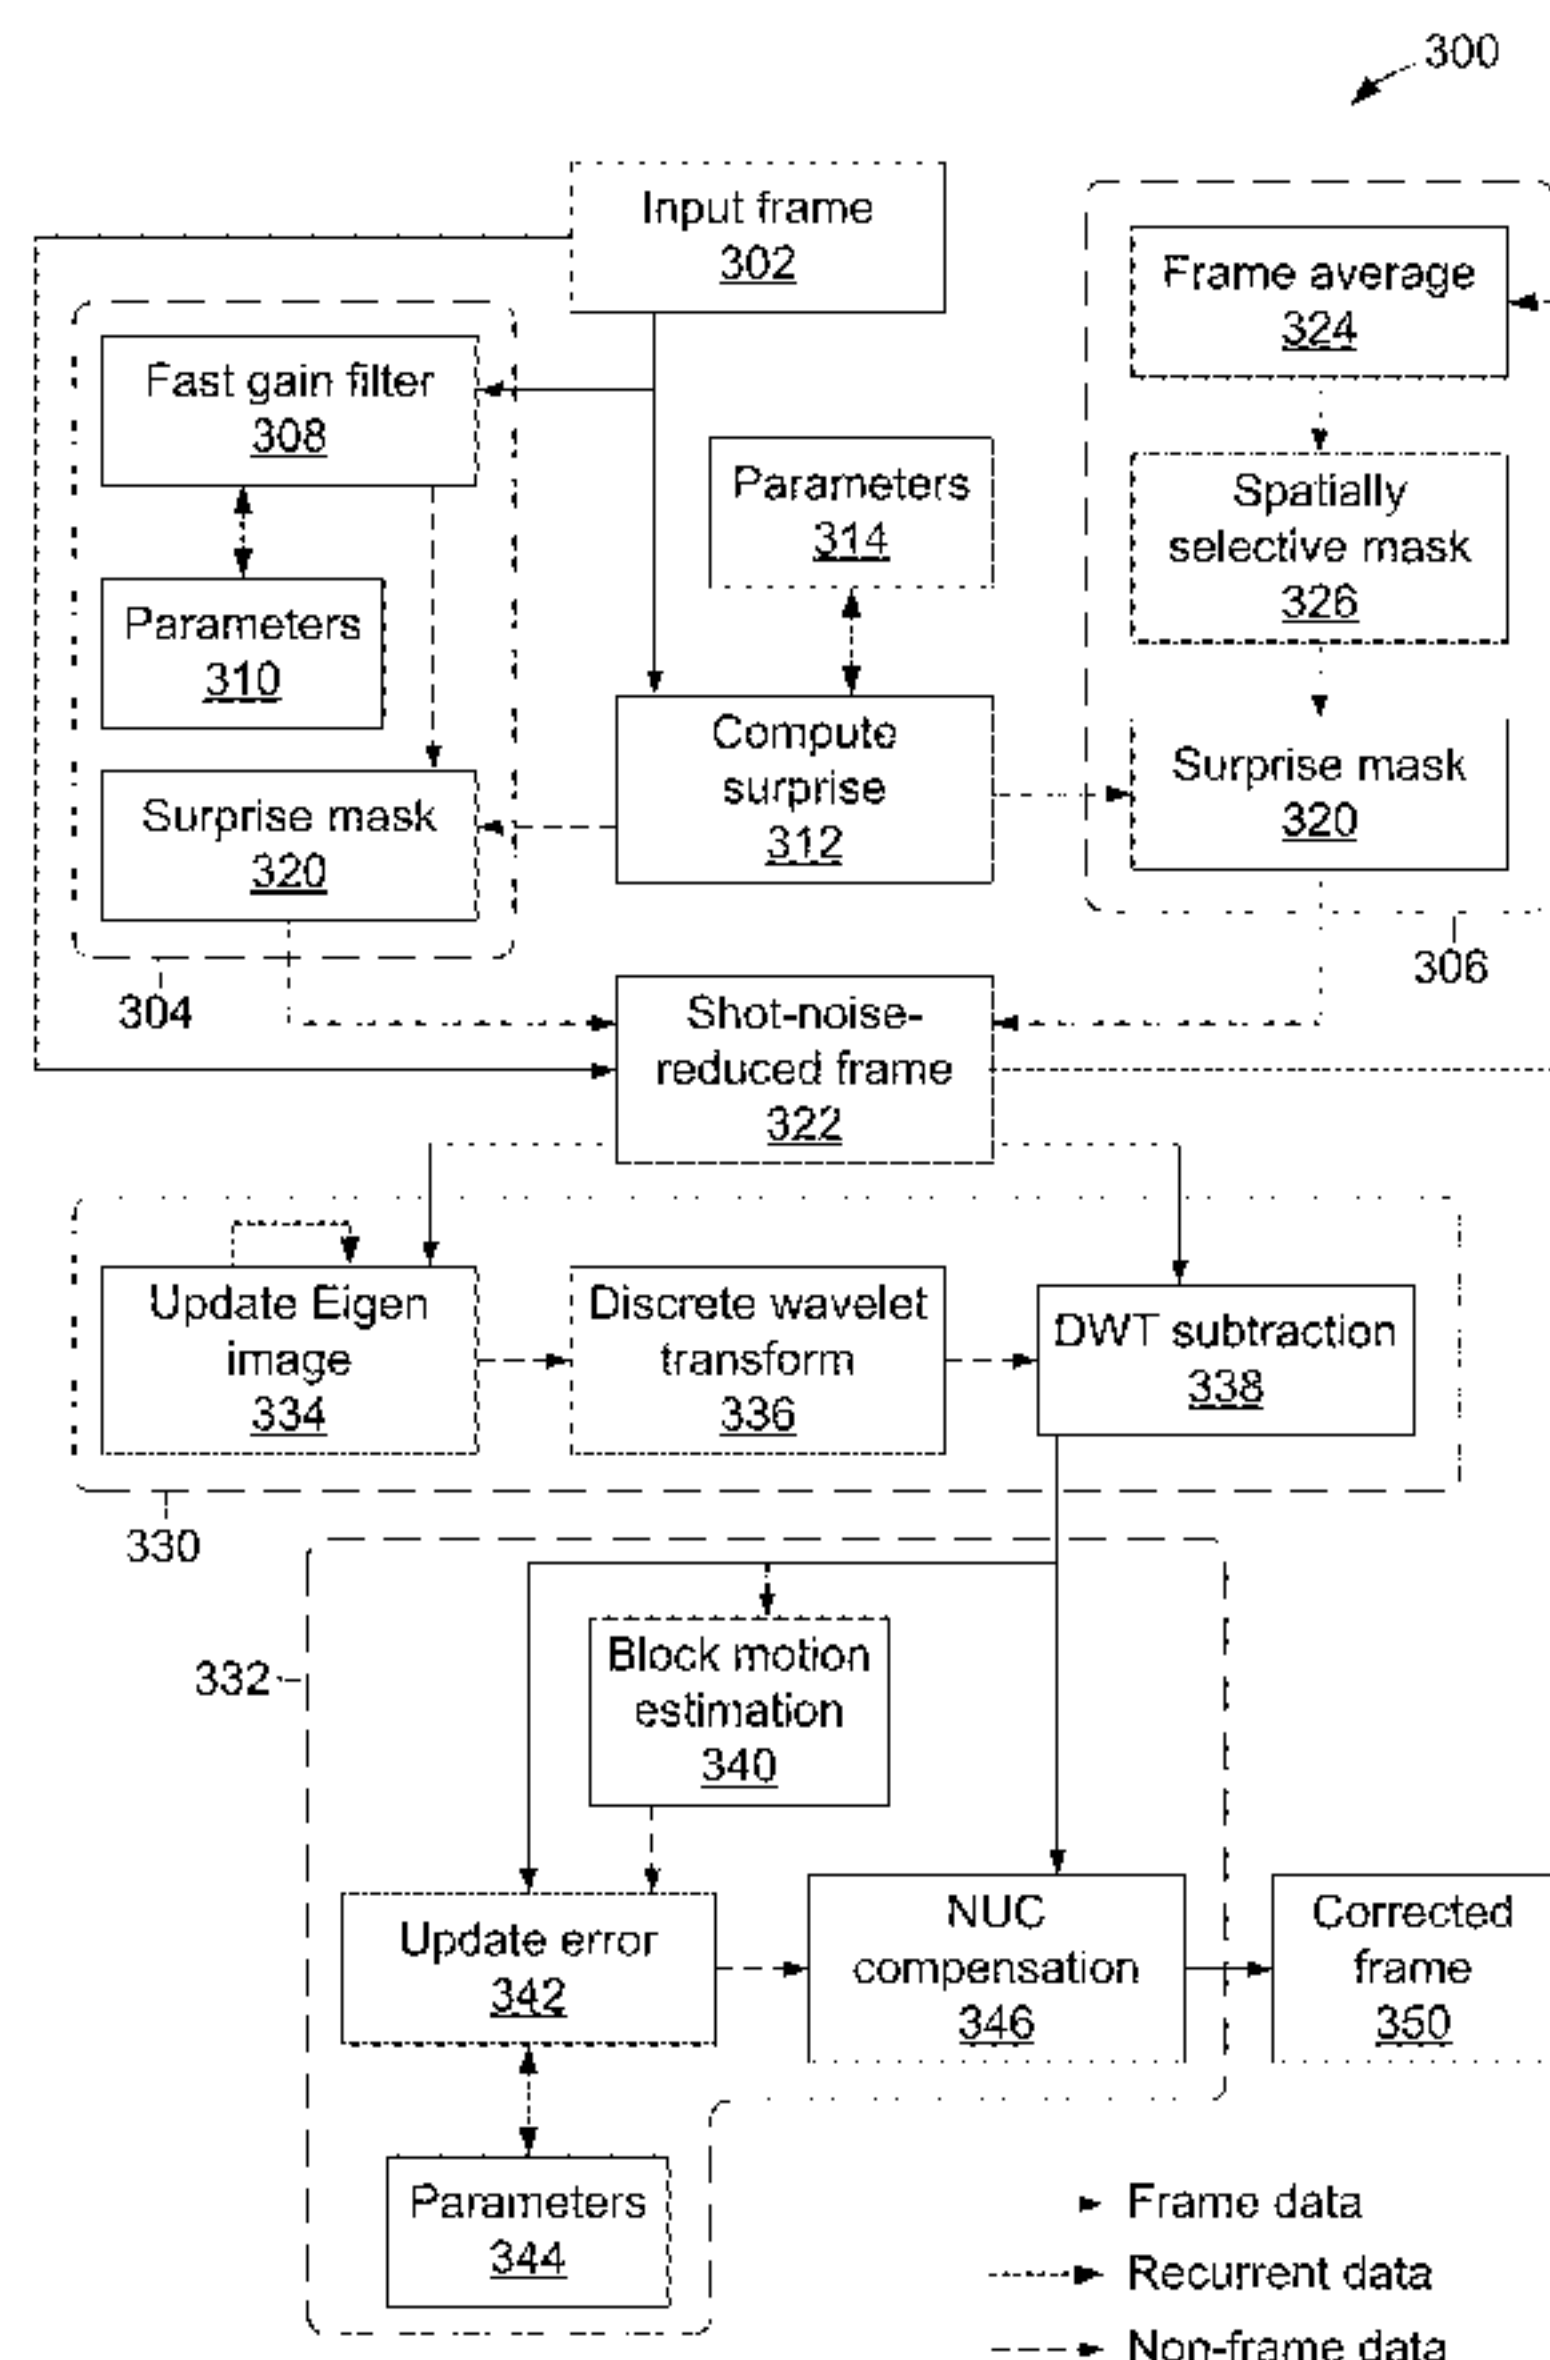 300
Input frame
302
Frame average
324
Fast gain filter
308
Parameters
314
Spatially
selective mask
326
Parameters
310
Compute
surprise
312
Surprise mask
320
Surprise mask
320
304
306
Shot-noise-
reduced frame
322
Update Eigen
image
334
Discrete wavelet
transform
336
DWT subtraction
338
330
332
Block motion
estimation
340
Update error
342
NUC
compensation
346
Corrected
frame
350
Parameters
344
Frame data
Recurrent data
Non-frame data